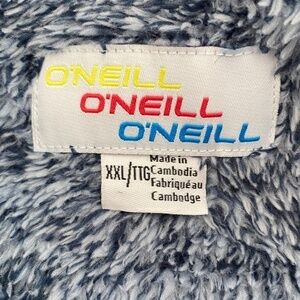 O'NEILL
O'NEILL
O'NEILL
XXL/TTG
Made in
Cambodia
Fabriqué au
Cambodge